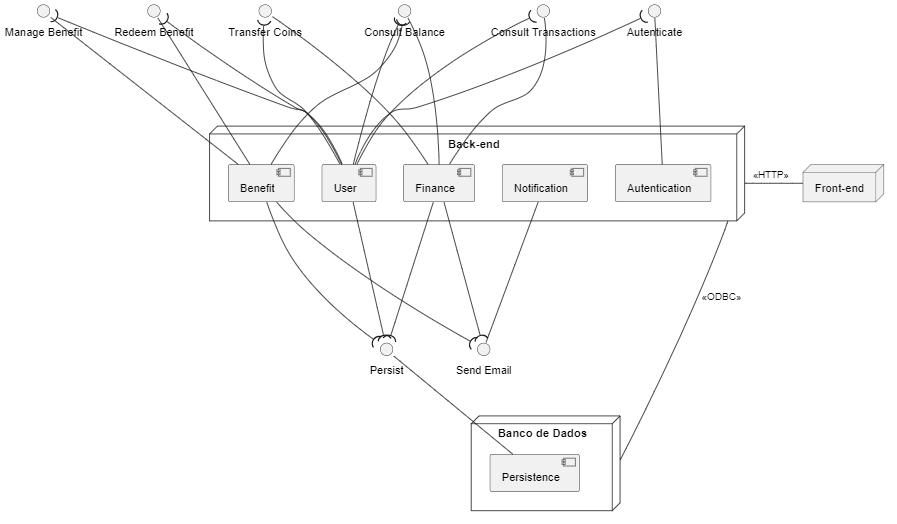 Manage Benefit
Redeem Benefit
Transfer Coins
Consult Balance
Consult Transactions
Autenticate
Back-end
Benefit
User
Finance
Notification
Autentication
«HTTP»
Front-end
«ODBC»
Persist
Send Email
Banco de Dados
Persistence